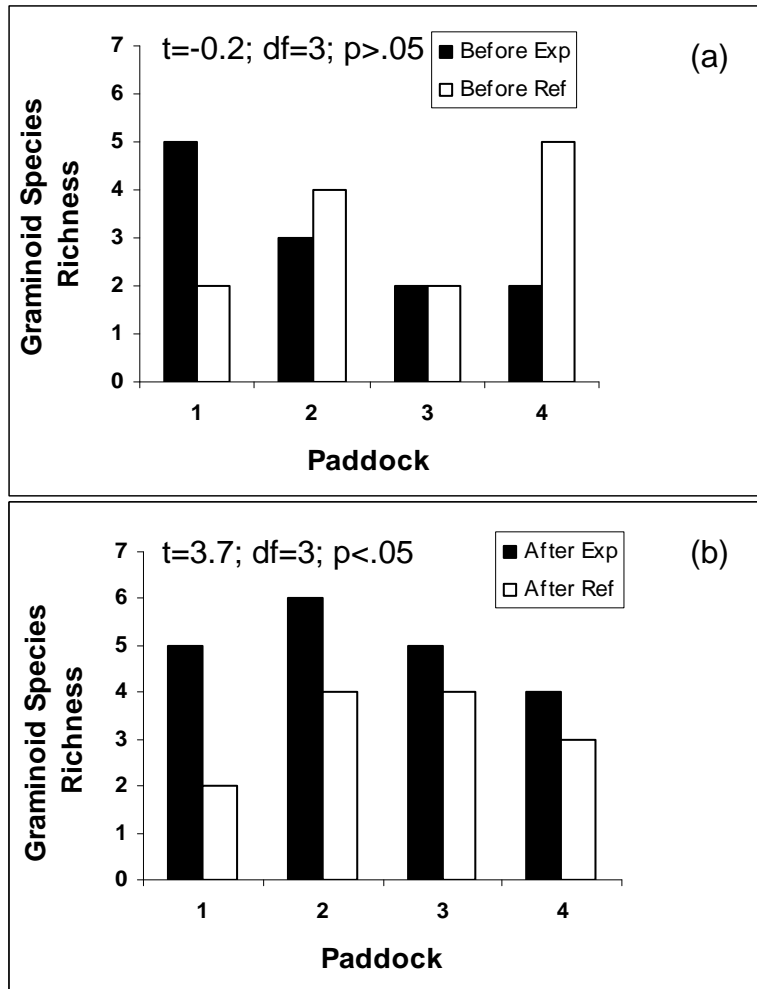 t=-0.2; df=3; p>.05
Before Exp
Before Ref
(a)
Graminoid Species
Richness
7
6
5
4
3
2
1
0
1 2 3 4
Paddock
t=3.7; df=3; p<.05
After Exp
After Ref
(b)
Graminoid Species
Richness
7
6
5
4
3
2
1
0
1 2 3 4
Paddock